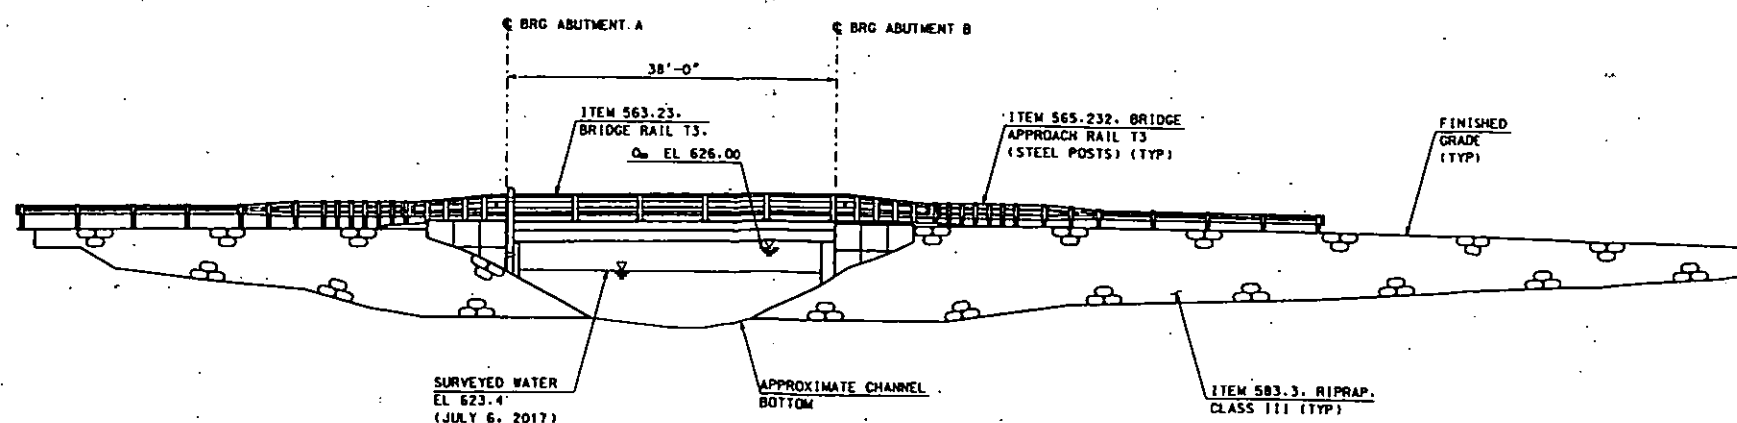 ℄ BRG ABUTMENT A
℄ BRG ABUTMENT B
38'-0"
ITEM 563.23.
BRIDGE RAIL T3.
EL 626.00
ITEM 565.232. BRIDGE
APPROACH RAIL T3
(STEEL POSTS) (TYP)
FINISHED
GRADE
(TYP)
SURVEYED WATER
EL 623.4
(JULY 6, 2017)
APPROXIMATE CHANNEL
BOTTOM
ITEM 583.3. RIPRAP.
CLASS III (TYP)